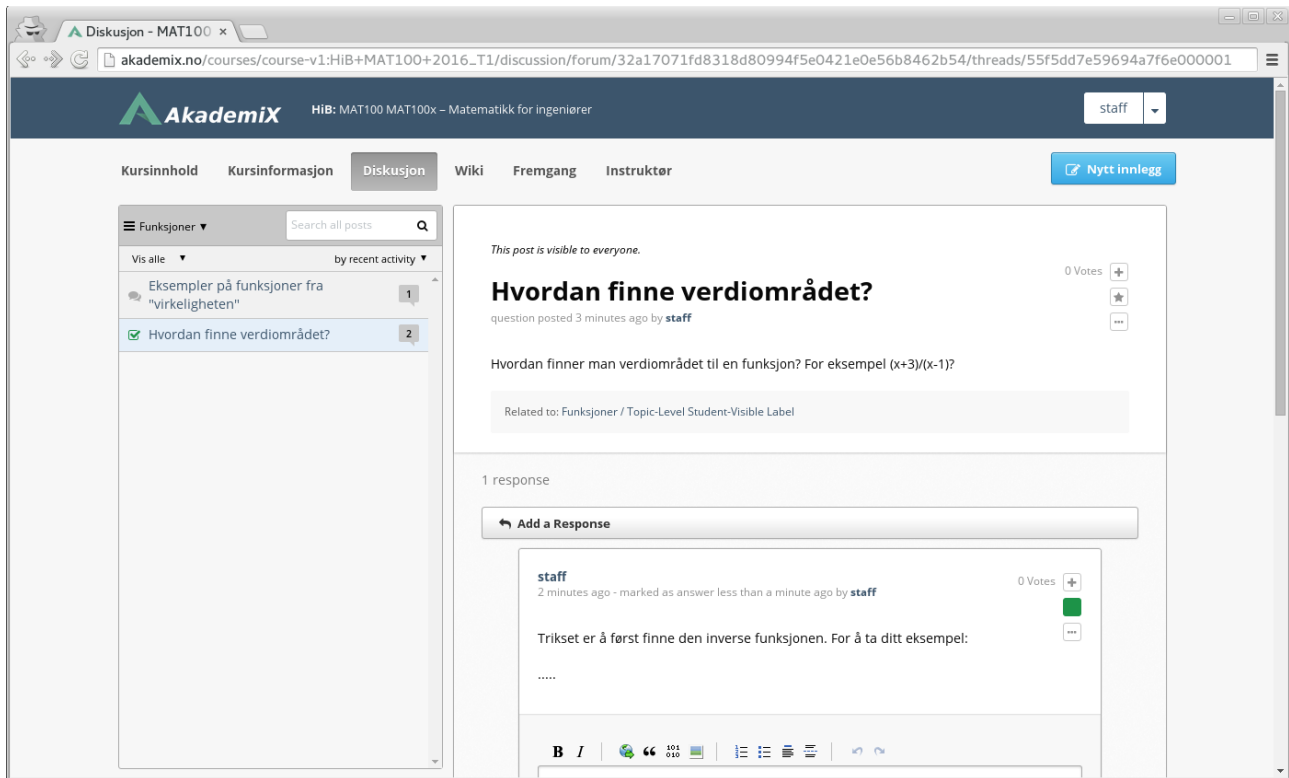 Diskusjon - MAT100 ×
akademix.no/courses/course-v1:HiB+MAT100+2016_T1/discussion/forum/32a17071fd8318d80994f5e0421e0e56b8462b54/threads/55f5dd7e59694a7f6e000001
AkademiX HiB: MAT100 MAT100x – Matematikk for ingeniører staff
Kursinnhold Kursinformasjon Diskusjon Wiki Fremgang Instruktør Nytt innlegg
Funksjoner ▼ Search all posts
Vis alle ▼ by recent activity ▼
Eksempler på funksjoner fra
"virkeligheten" 1
Hvordan finne verdiområdet? 2
This post is visible to everyone.
0 Votes
Hvordan finne verdiområdet?
question posted 3 minutes ago by staff
Hvordan finner man verdiområdet til en funksjon? For eksempel (x+3)/(x-1)?
Related to: Funksjoner / Topic-Level Student-Visible Label
1 response
Add a Response
staff
0 Votes
2 minutes ago - marked as answer less than a minute ago by staff
Trikset er å først finne den inverse funksjonen. For å ta ditt eksempel:
.....
B I